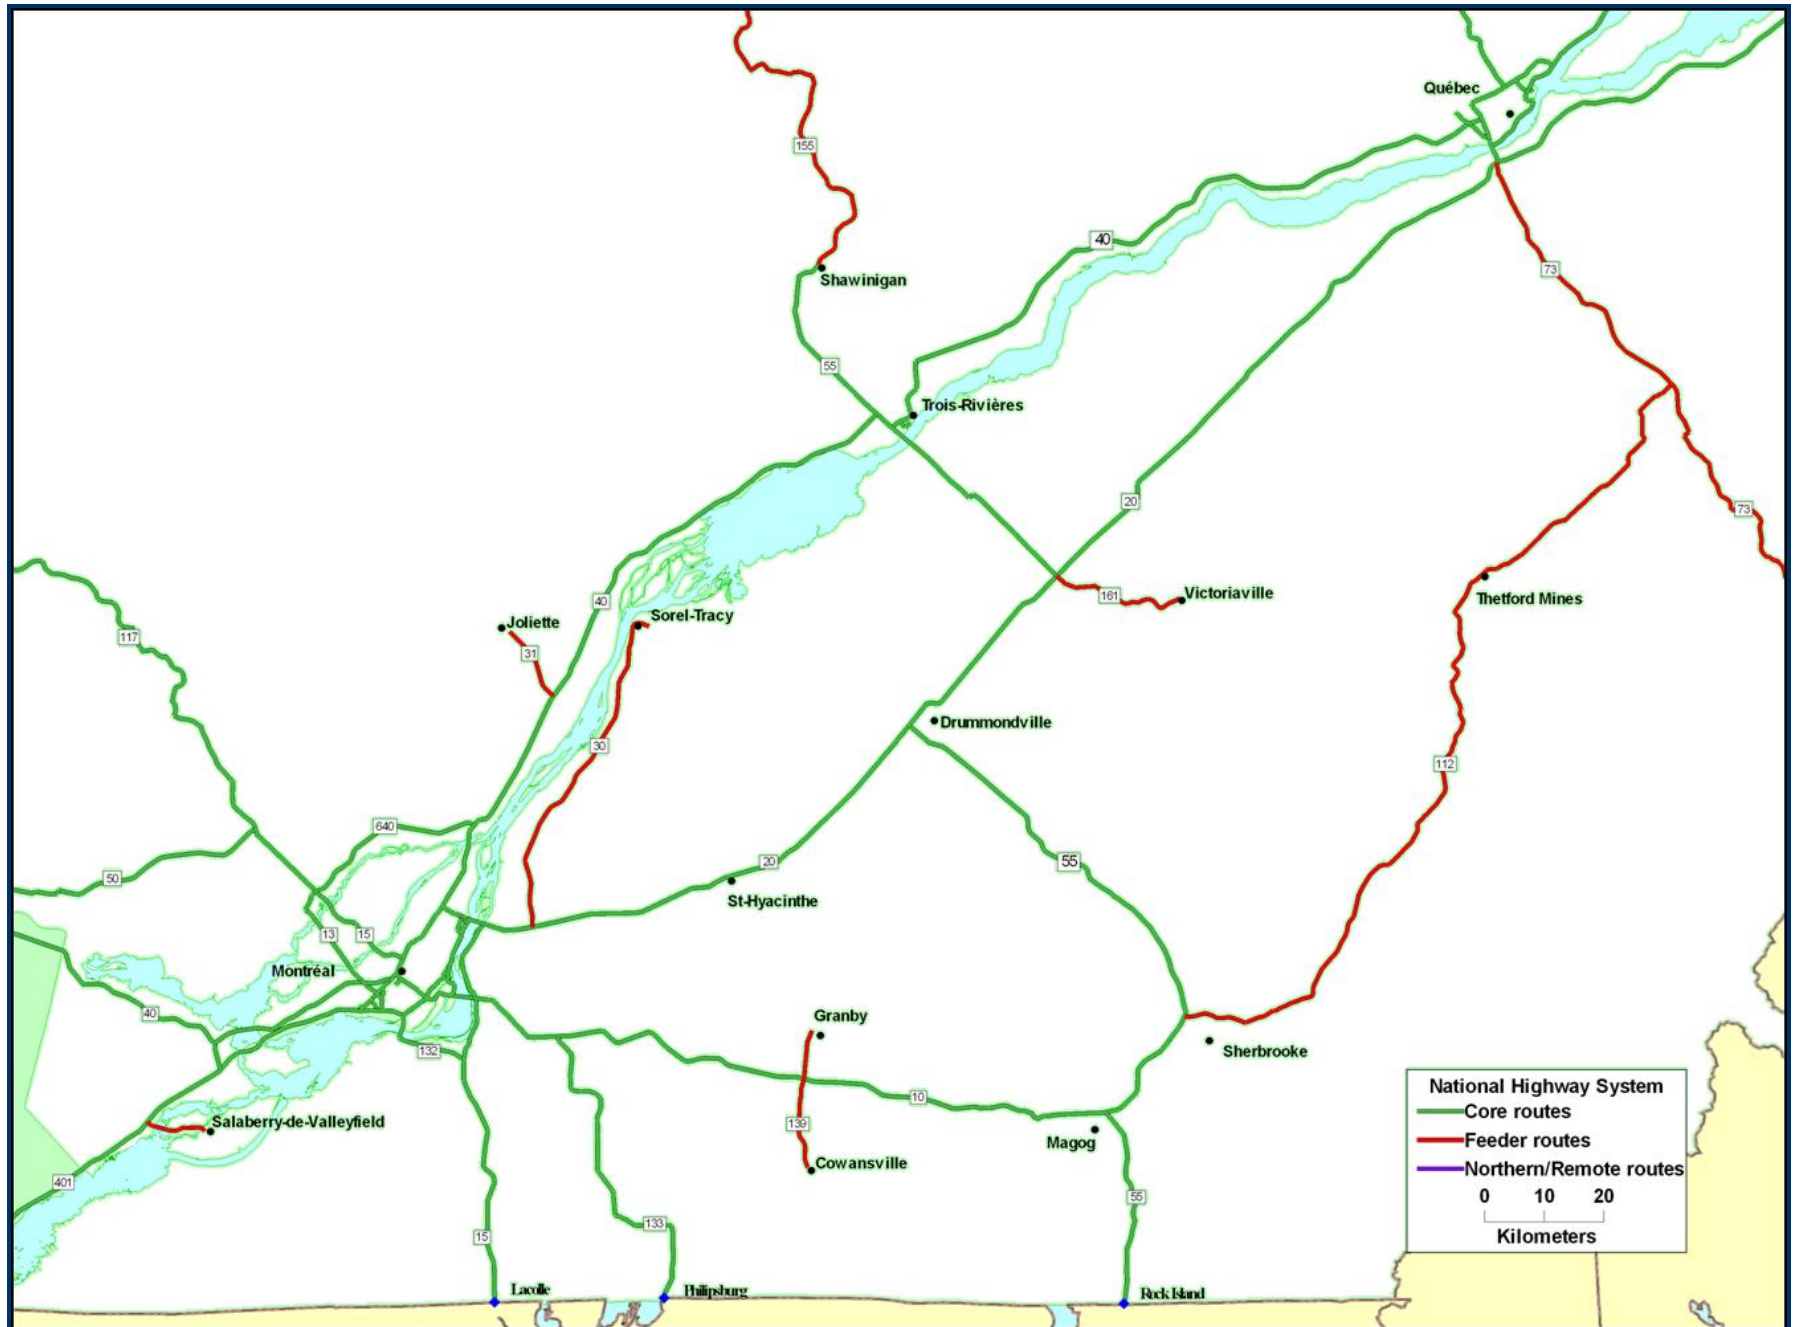 Québec
155
40
73
Shawinigan
55
Trois-Rivières
20
73
117
40
161
Victoriaville
Thetford Mines
Joliette
Sorel-Tracy
31
Drummondville
30
112
640
20
55
50
St-Hyacinthe
13
15
Montréal
40
Granby
132
Sherbrooke
10
Salaberry-de-Valleyfield
139
Magog
Cowansville
401
55
133
15
Lacolle
Philipsburg
Rock Island
National Highway System
Core routes
Feeder routes
Northern/Remote routes
0 10 20
Kilometers